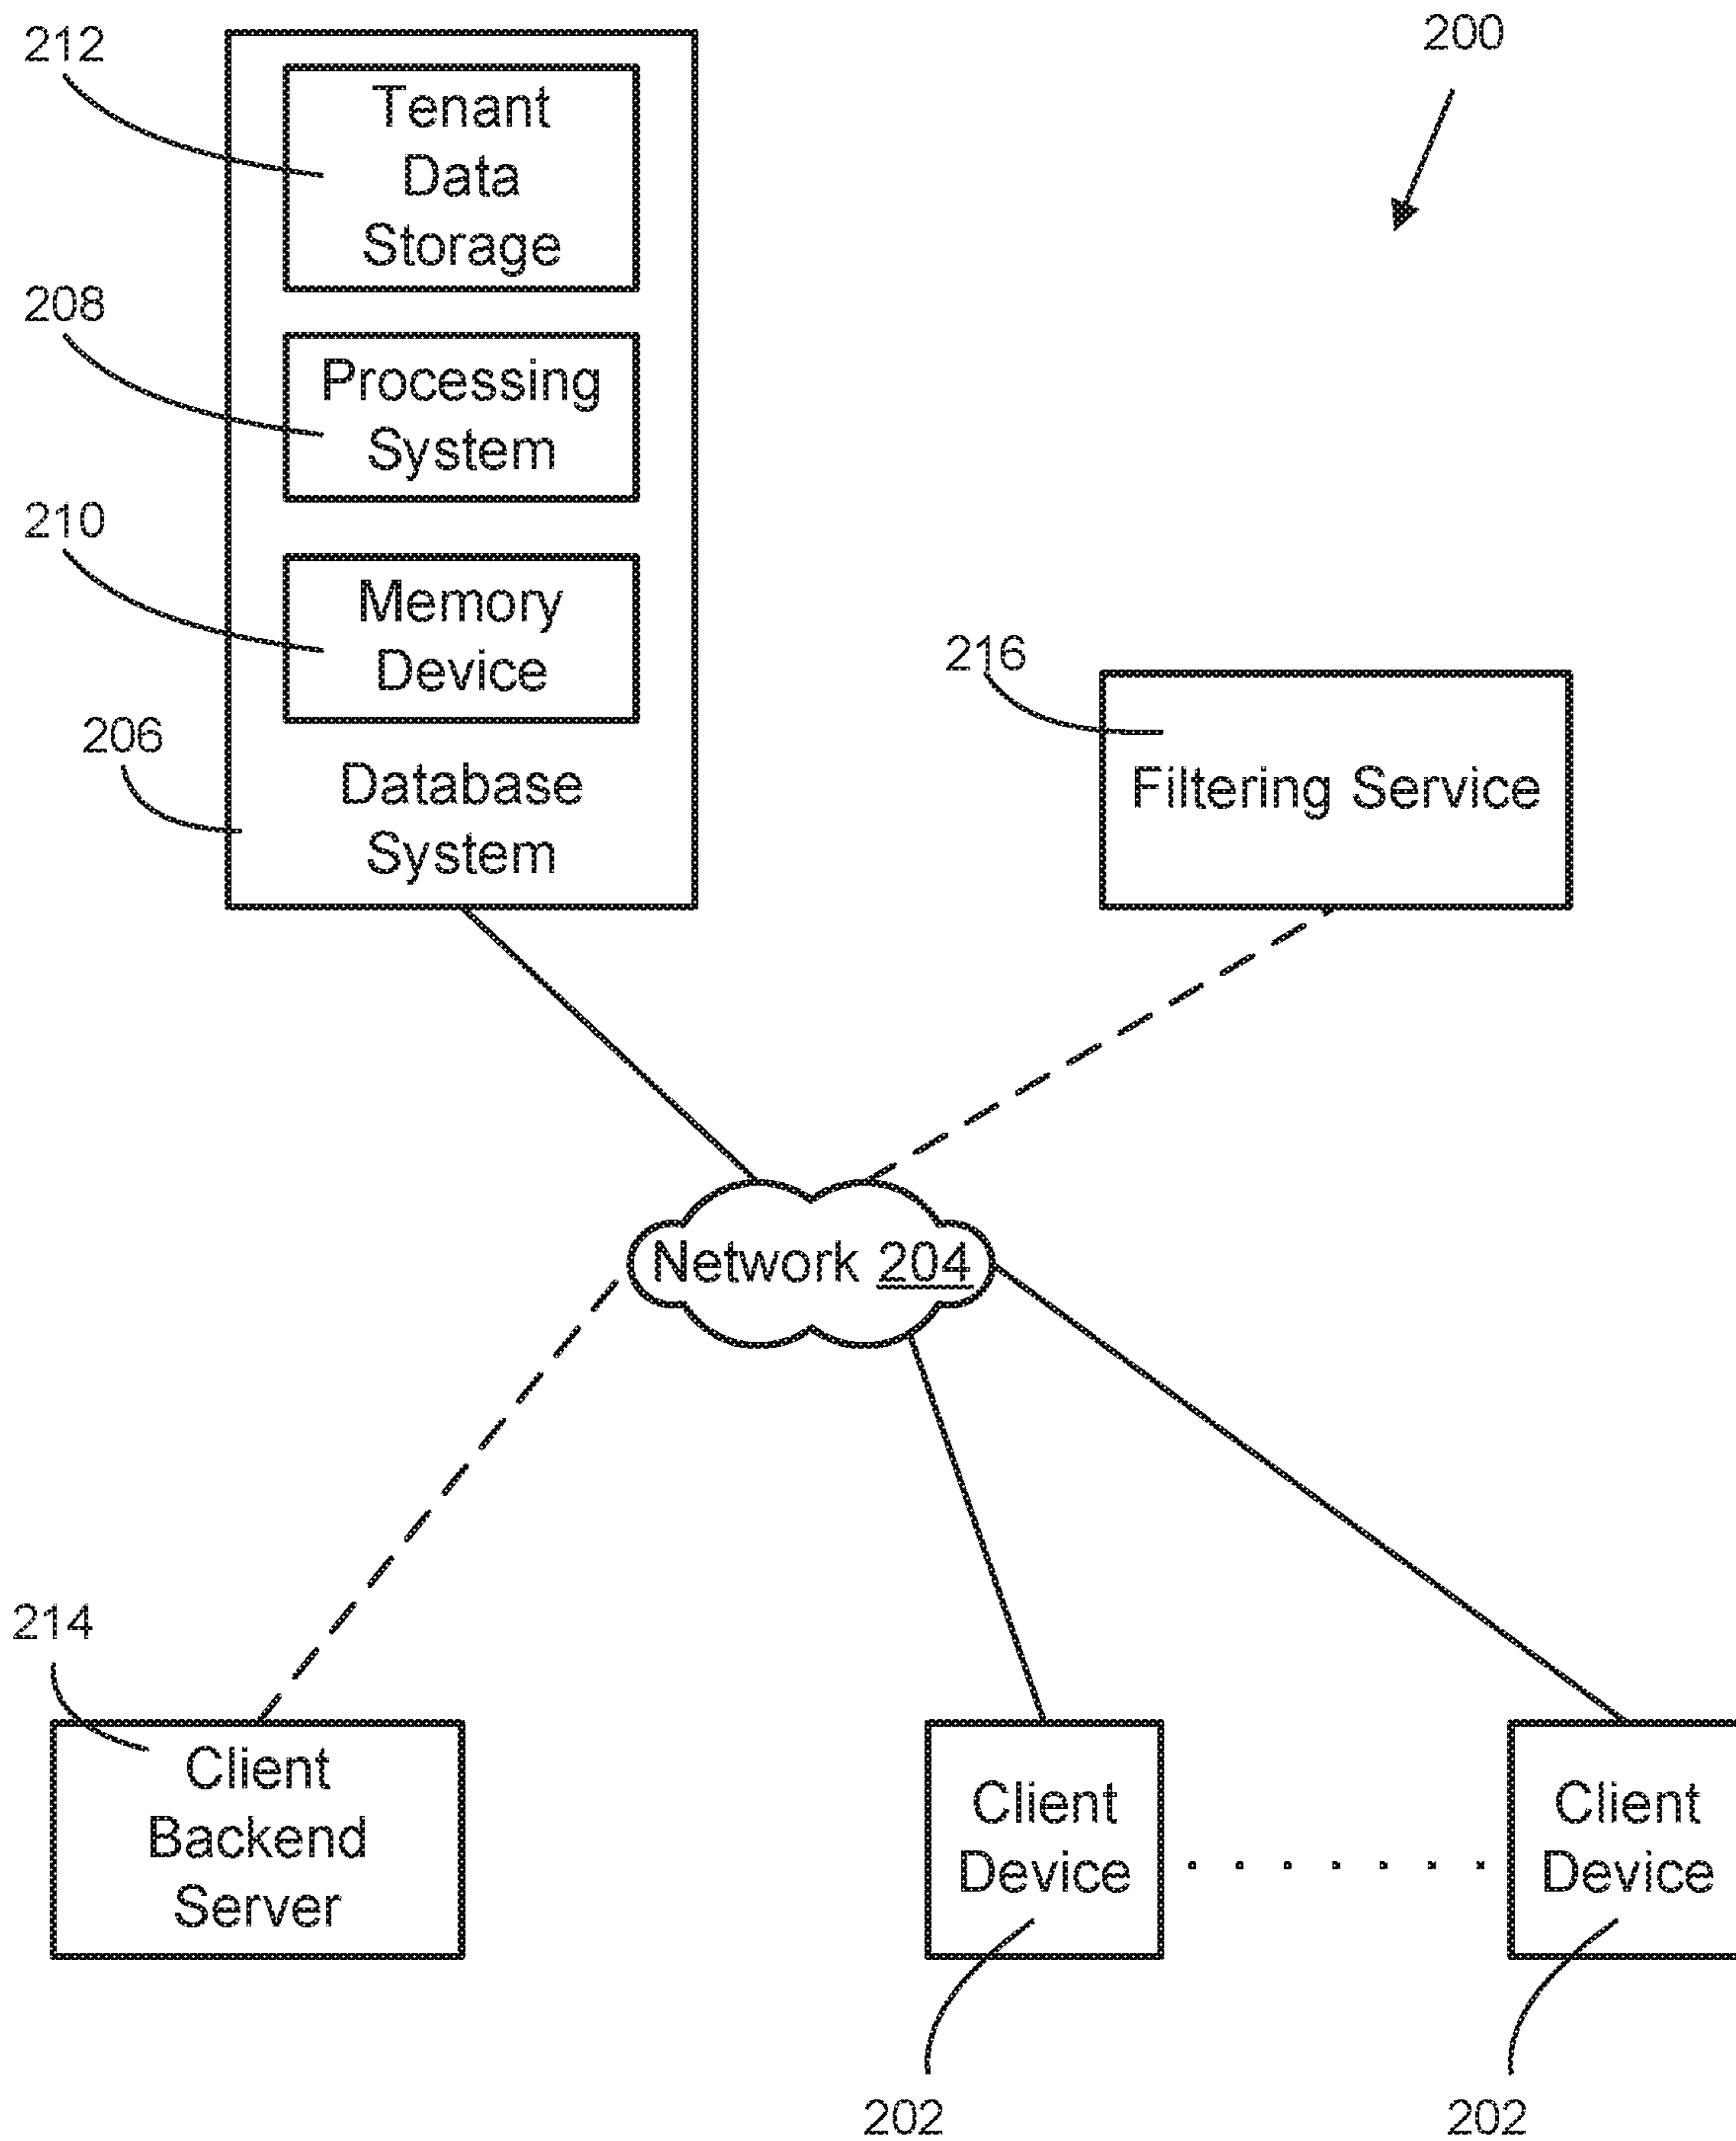 212
200
Tenant
Data
Storage
208
Processing
System
210
Memory
Device
206
Database
System
216
Filtering Service
Network 204
214
Client
Backend
Server
Client
Device
Client
Device
202
202